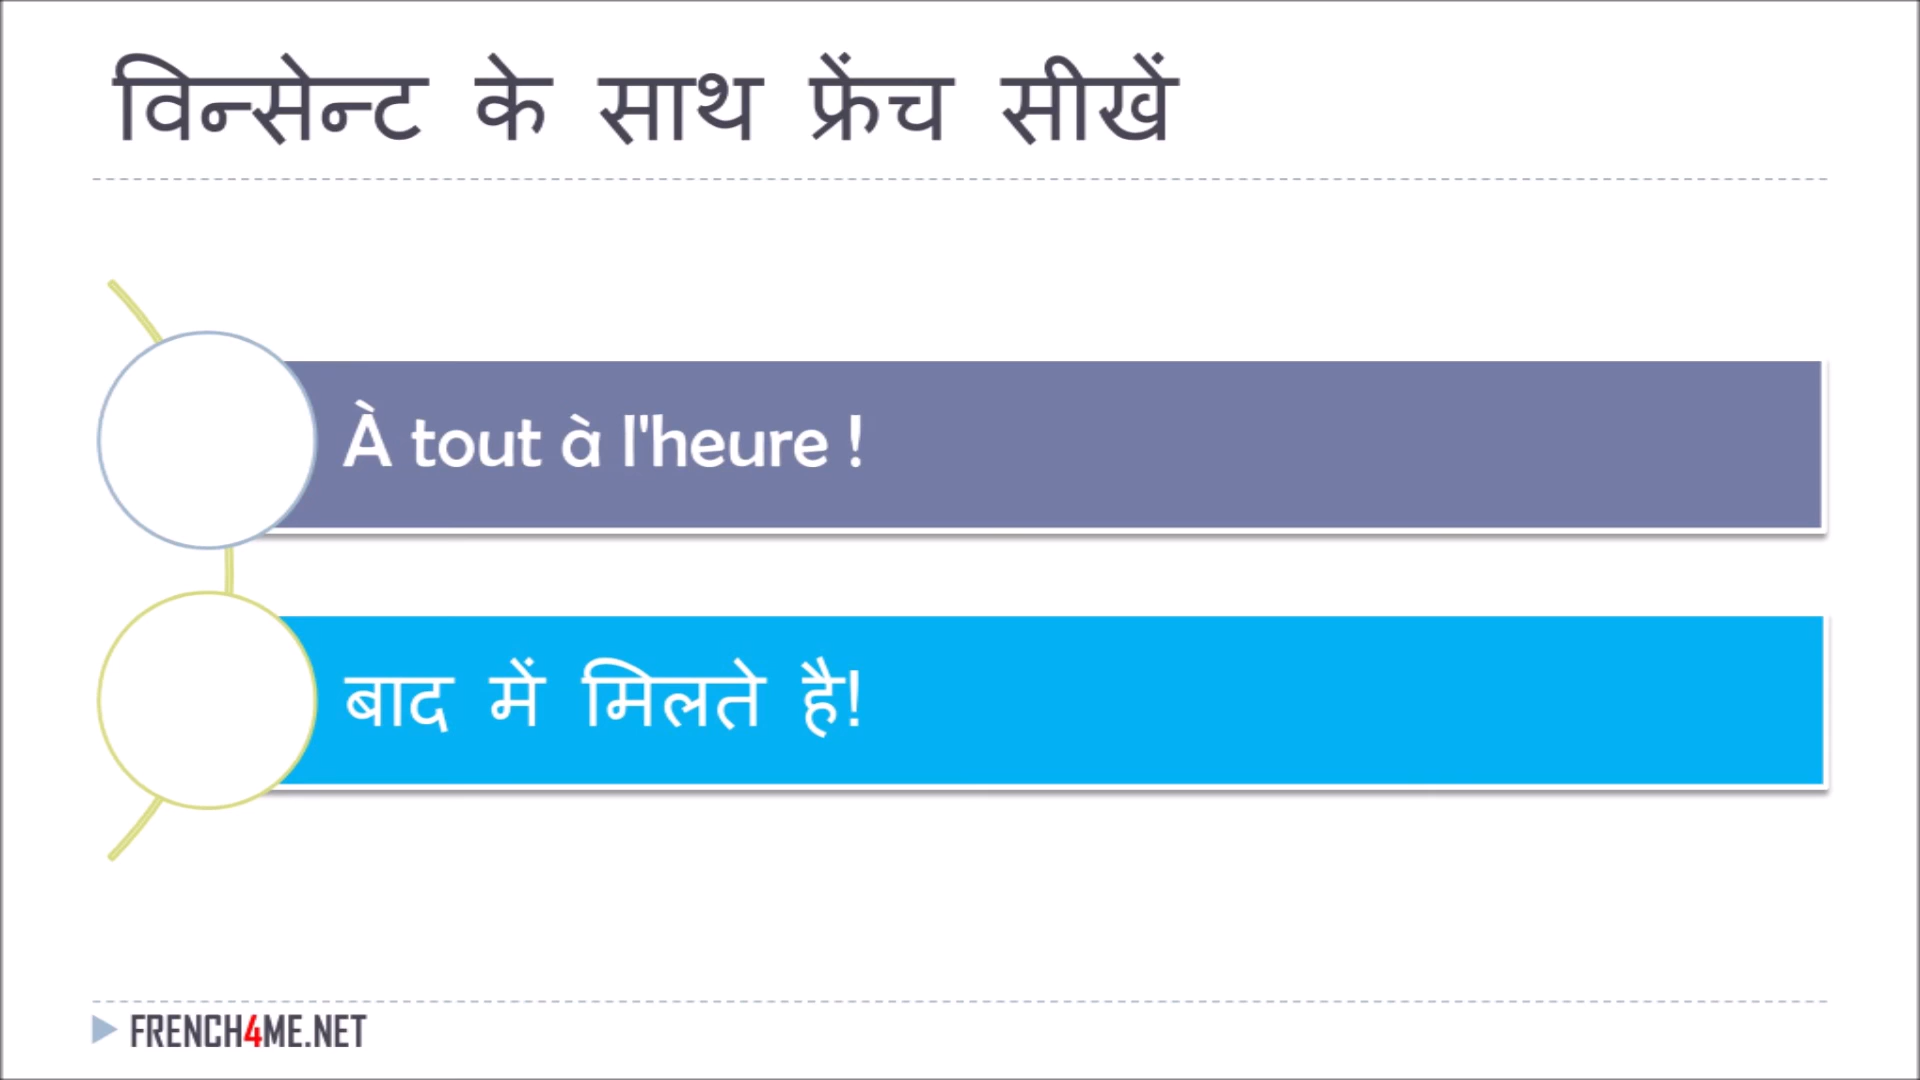 विन्सेन्ट के साथ फ्रेंच सीखें
À tout à l'heure !
बाद में मिलते है!
FRENCH4ME.NET